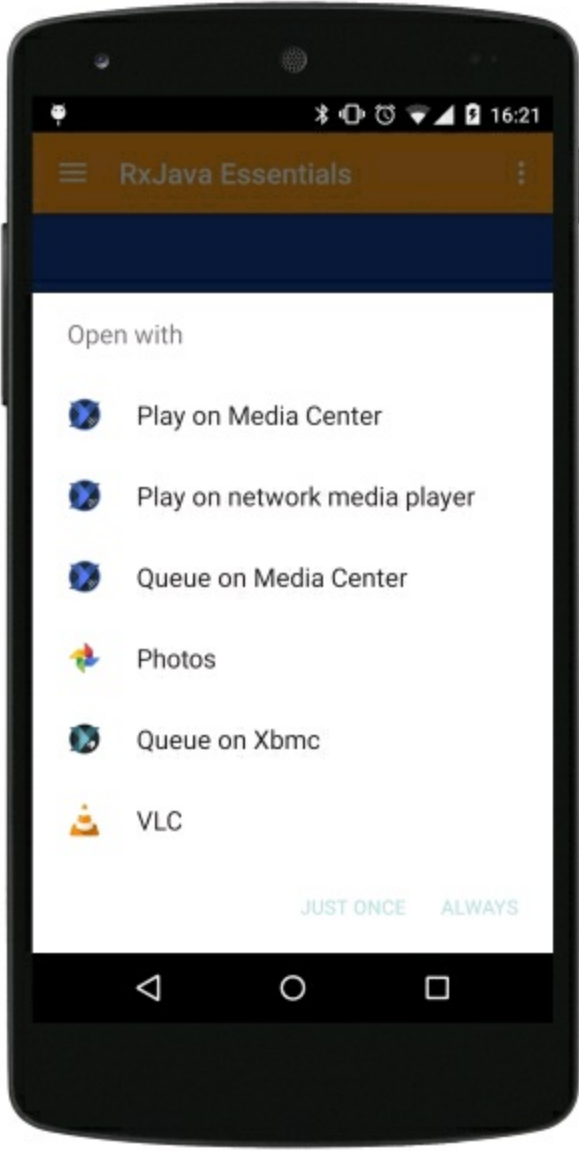 16:21
RxJava Essentials
Open with
Play on Media Center
Play on network media player
Queue on Media Center
Photos
Queue on Xbmc
VLC
JUST ONCE ALWAYS